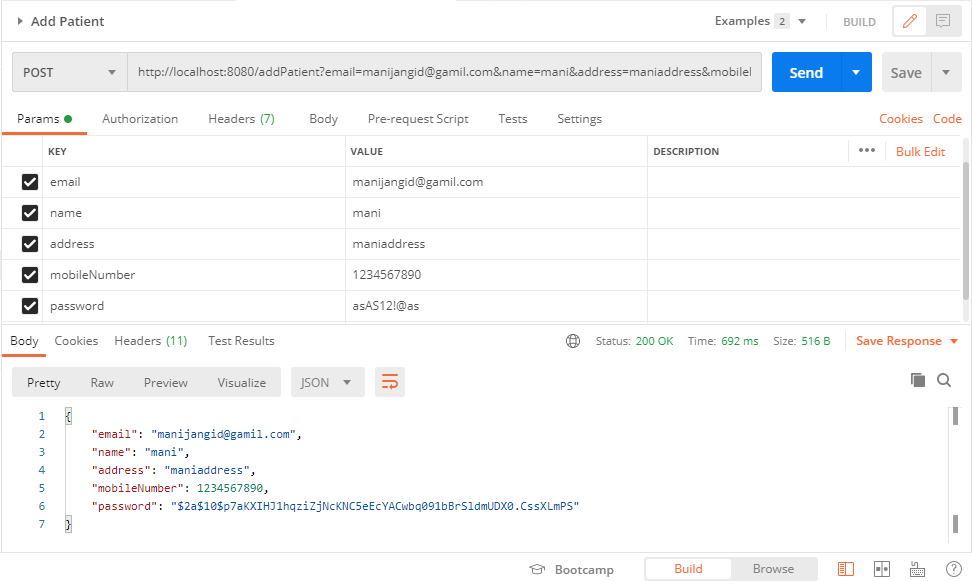 Add Patient Examples 2 BUILD
POST http://localhost:8080/addPatient?email=manijangid@gamil.com&name=mani&address=maniaddress&mobile Send Save
Params Authorization Headers (7) Body Pre-request Script Tests Settings Cookies Code
KEY VALUE DESCRIPTION ••• Bulk Edit
email manijangid@gamil.com
name mani
address maniaddress
mobileNumber 1234567890
password asAS12!@as
Body Cookies Headers (11) Test Results Status: 200 OK Time: 692 ms Size: 516 B Save Response
Pretty Raw Preview Visualize JSON
1 {
2 "email": "manijangid@gamil.com",
3 "name": "mani",
4 "address": "maniaddress",
5 "mobileNumber": 1234567890,
6 "password": "$2a$10$p7aKXIHJ1hqziZjNcKNC5eEcYACwbq091bBrSldmUDX0.CssXLmPS"
7 }
Bootcamp Build Browse